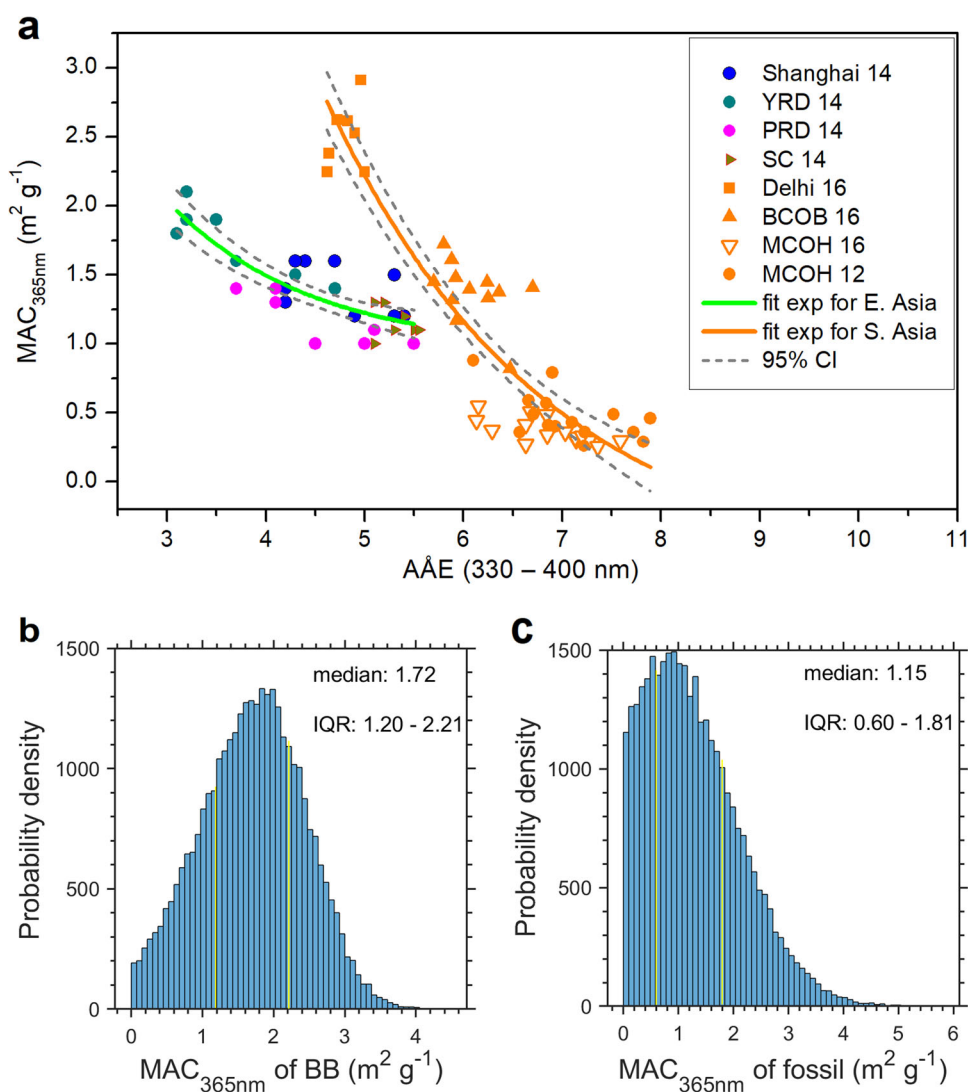 a
MAC365nm (m2 g-1)
3.0
2.5
2.0
1.5
1.0
0.5
0.0
3 4 5 6 7 8 9 10 11
AÅE (330 – 400 nm)
Shanghai 14
YRD 14
PRD 14
SC 14
Delhi 16
BCOB 16
MCOH 16
MCOH 12
fit exp for E. Asia
fit exp for S. Asia
95% CI
b
Probability density
1500
1000
500
0
median: 1.72
IQR: 1.20 - 2.21
0 1 2 3 4
MAC365nm of BB (m2 g-1)
c
Probability density
1500
1000
500
0
median: 1.15
IQR: 0.60 - 1.81
0 1 2 3 4 5 6
MAC365nm of fossil (m2 g-1)